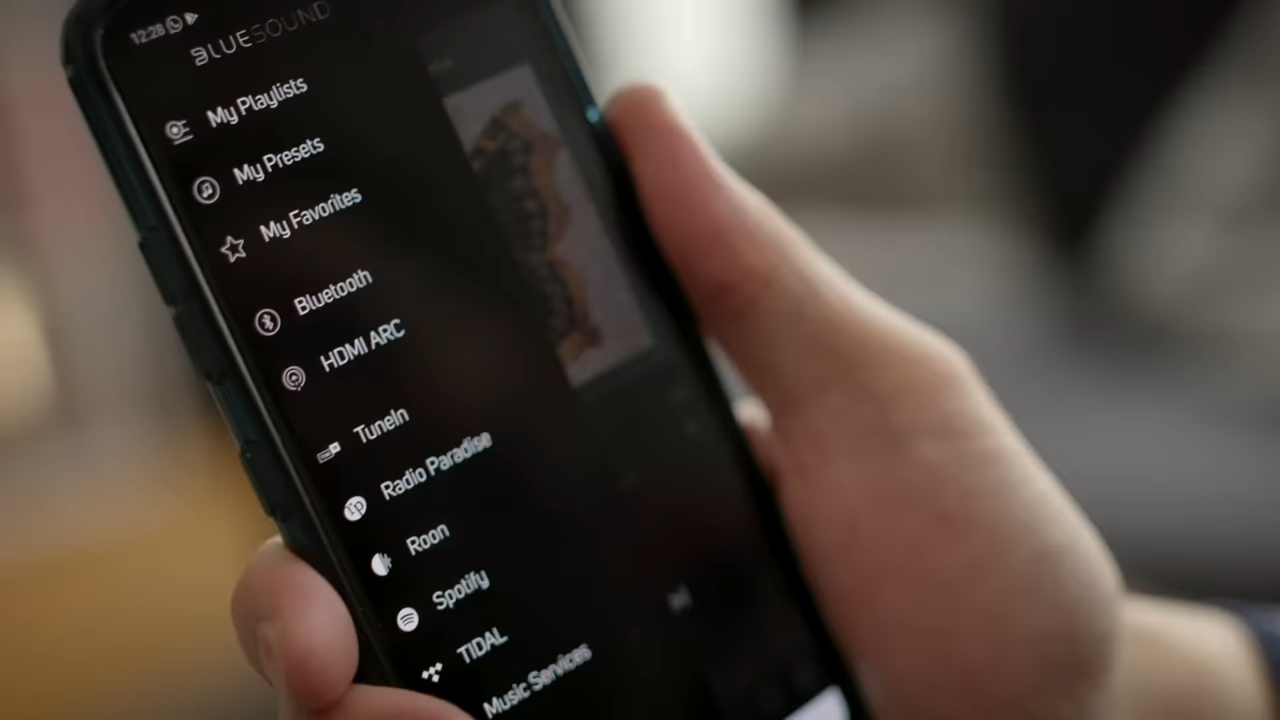 12:28
BLUESOUND
My Playlists
My Presets
My Favorites
Bluetooth
HDMI ARC
TuneIn
Radio Paradise
rp
Roon
Spotify
TIDAL
Music Services